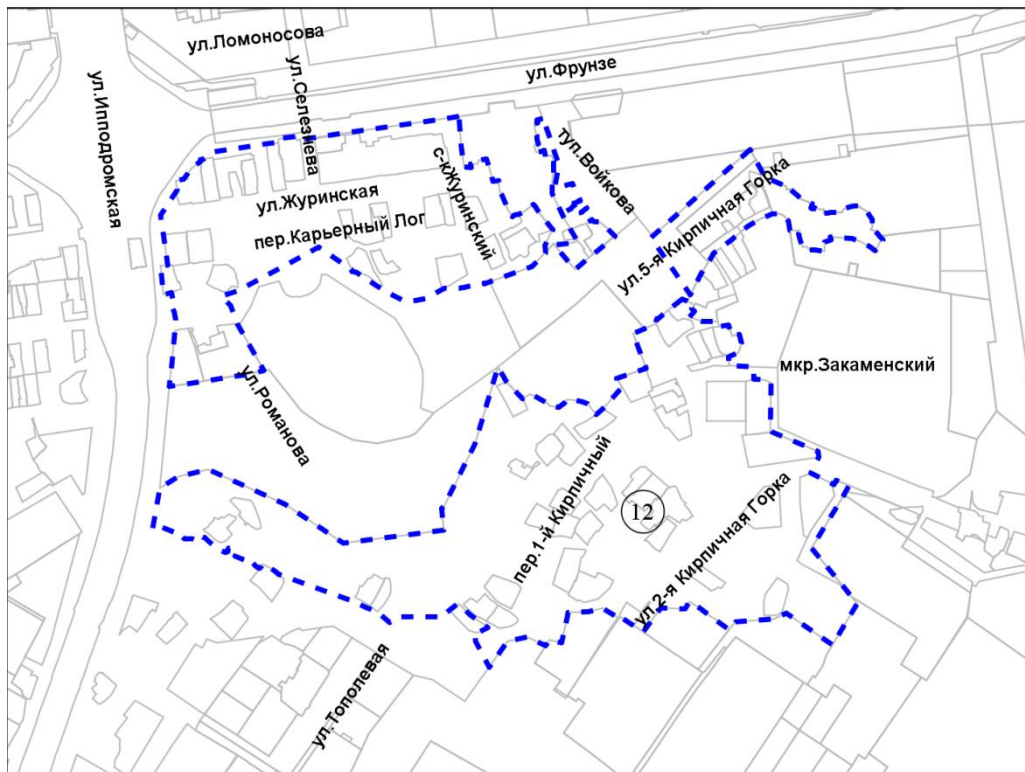 ул.Ломоносова
ул.Фрунзе
ул.Ипподромская
ул.Селезнева
туп.Войкова
с-кЖуринский
ул.Журинская
пер.Карьерный Лог
ул.5-я Кирпичная Горка
мкр.Закаменский
ул.Романова
пер.1-й Кирпичный
12
ул.2-я Кирпичная Горка
ул.Тополевая